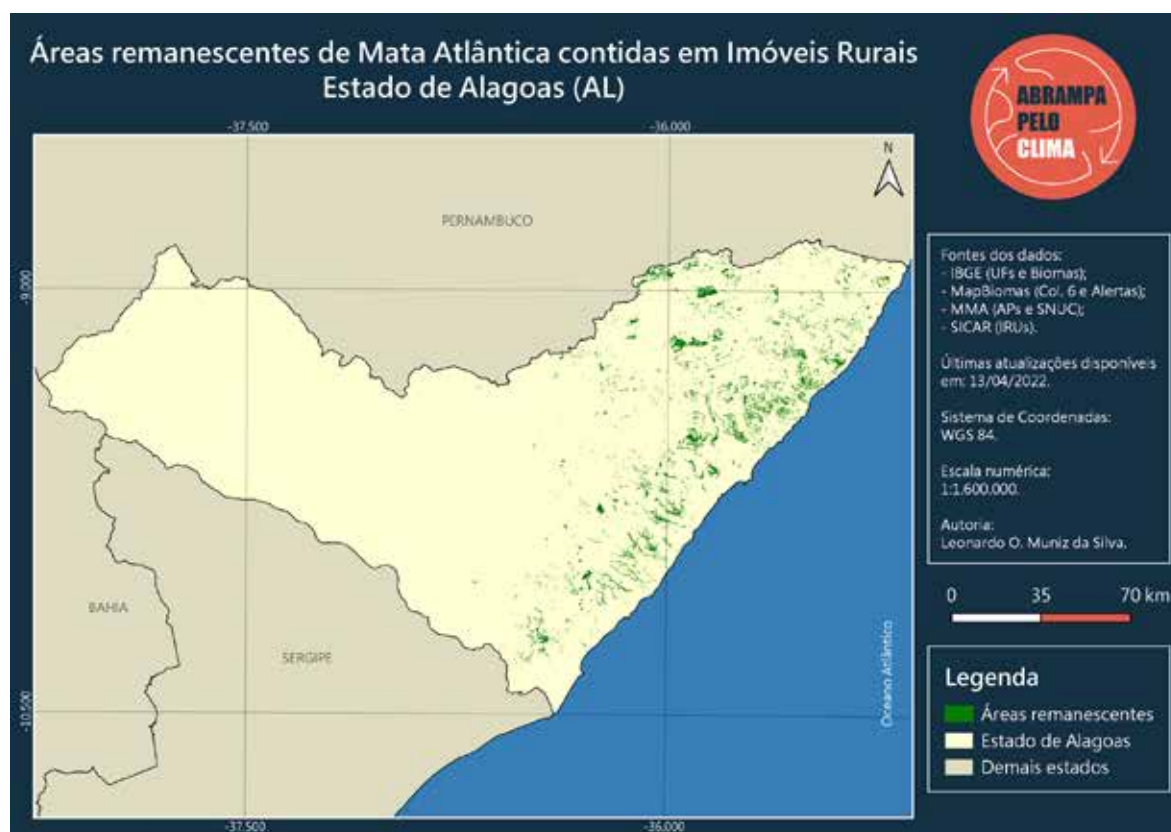 Áreas remanescentes de Mata Atlântica contidas em Imóveis Rurais
Estado de Alagoas (AL)
ABRAMPA
PELO
CLIMA
-37.500
-36.000
N
PERNAMBUCO
-9.000
Fontes dos dados:
- IBGE (UFs e Biomas);
- MapBiomas (Col. 6 e Alertas);
- MMA (APs e SNUC);
- SICAR (IRUs).
Últimas atualizações disponíveis
em: 13/04/2022.
Sistema de Coordenadas:
WGS 84.
Escala numérica:
1:1.600.000.
Autoria:
Leonardo O. Muniz da Silva.
0 35 70 km
BAHIA
SERGIPE
Oceano Atlântico
-10.500
Legenda
Áreas remanescentes
Estado de Alagoas
Demais estados
-37.500
-36.000